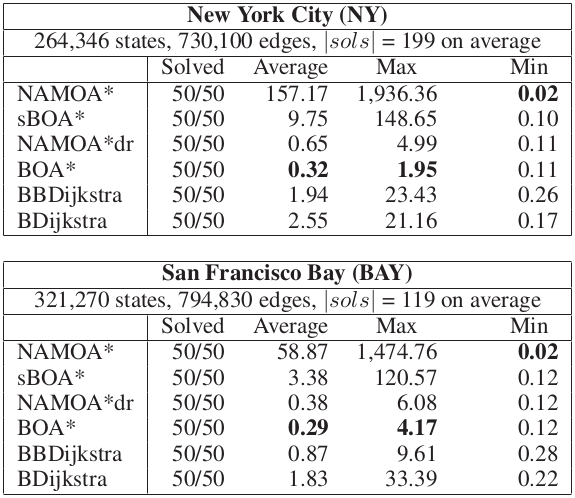 New York City (NY)
264,346 states, 730,100 edges, |sols| = 199 on average
Solved Average Max Min
NAMOA* 50/50 157.17 1,936.36 0.02
sBOA* 50/50 9.75 148.65 0.10
NAMOA*dr 50/50 0.65 4.99 0.11
BOA* 50/50 0.32 1.95 0.11
BBDijkstra 50/50 1.94 23.43 0.26
BDijkstra 50/50 2.55 21.16 0.17
San Francisco Bay (BAY)
321,270 states, 794,830 edges, |sols| = 119 on average
Solved Average Max Min
NAMOA* 50/50 58.87 1,474.76 0.02
sBOA* 50/50 3.38 120.57 0.12
NAMOA*dr 50/50 0.38 6.08 0.12
BOA* 50/50 0.29 4.17 0.12
BBDijkstra 50/50 0.87 9.61 0.28
BDijkstra 50/50 1.83 33.39 0.22